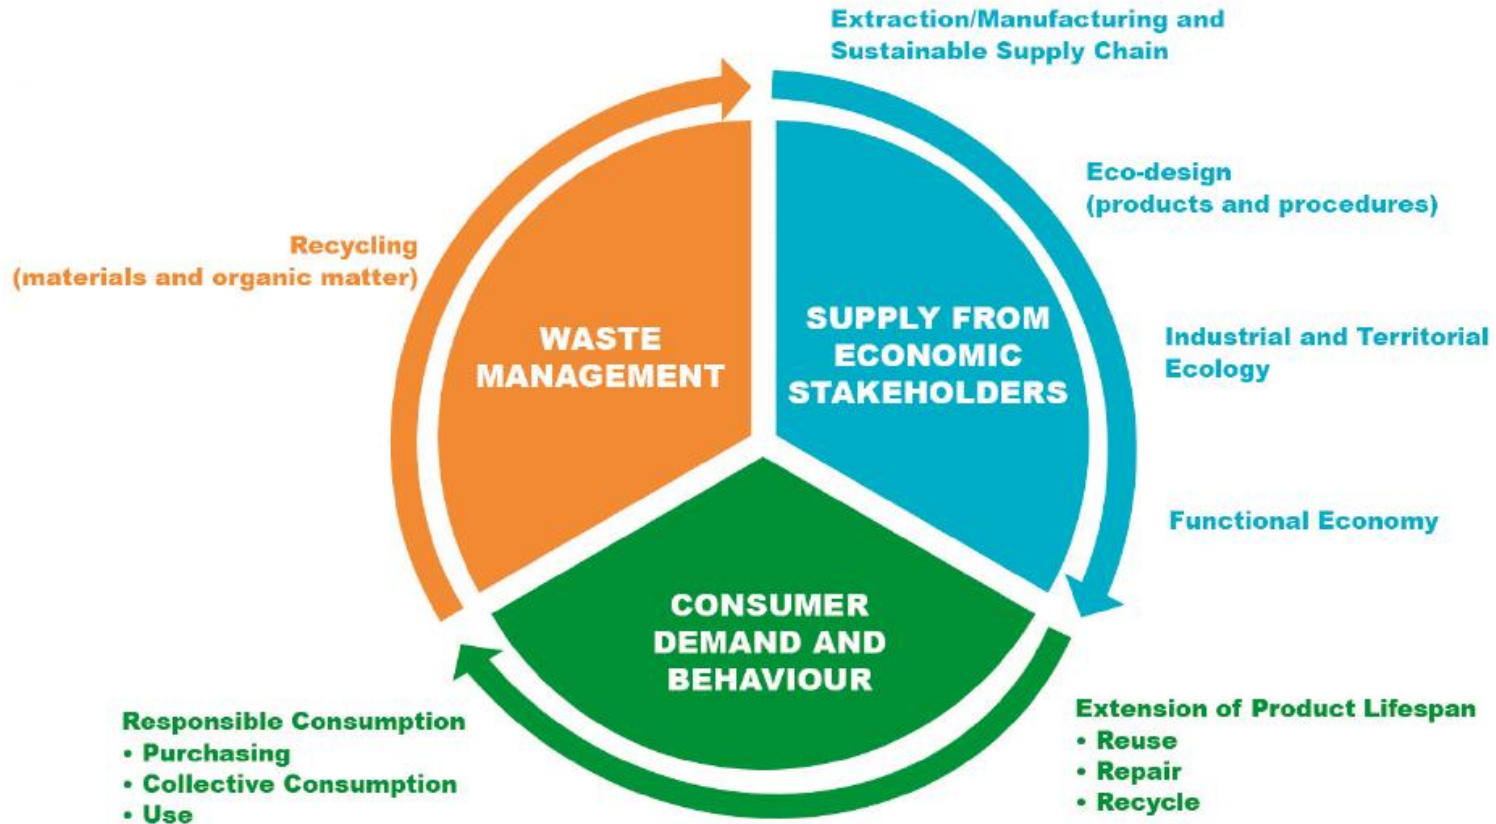 Extraction/Manufacturing and
Sustainable Supply Chain
Eco-design
(products and procedures)
Industrial and Territorial
Ecology
Functional Economy
SUPPLY FROM
ECONOMIC
STAKEHOLDERS
Extension of Product Lifespan
• Reuse
• Repair
• Recycle
CONSUMER
DEMAND AND
BEHAVIOUR
Responsible Consumption
• Purchasing
• Collective Consumption
• Use
Recycling
(materials and organic matter)
WASTE
MANAGEMENT